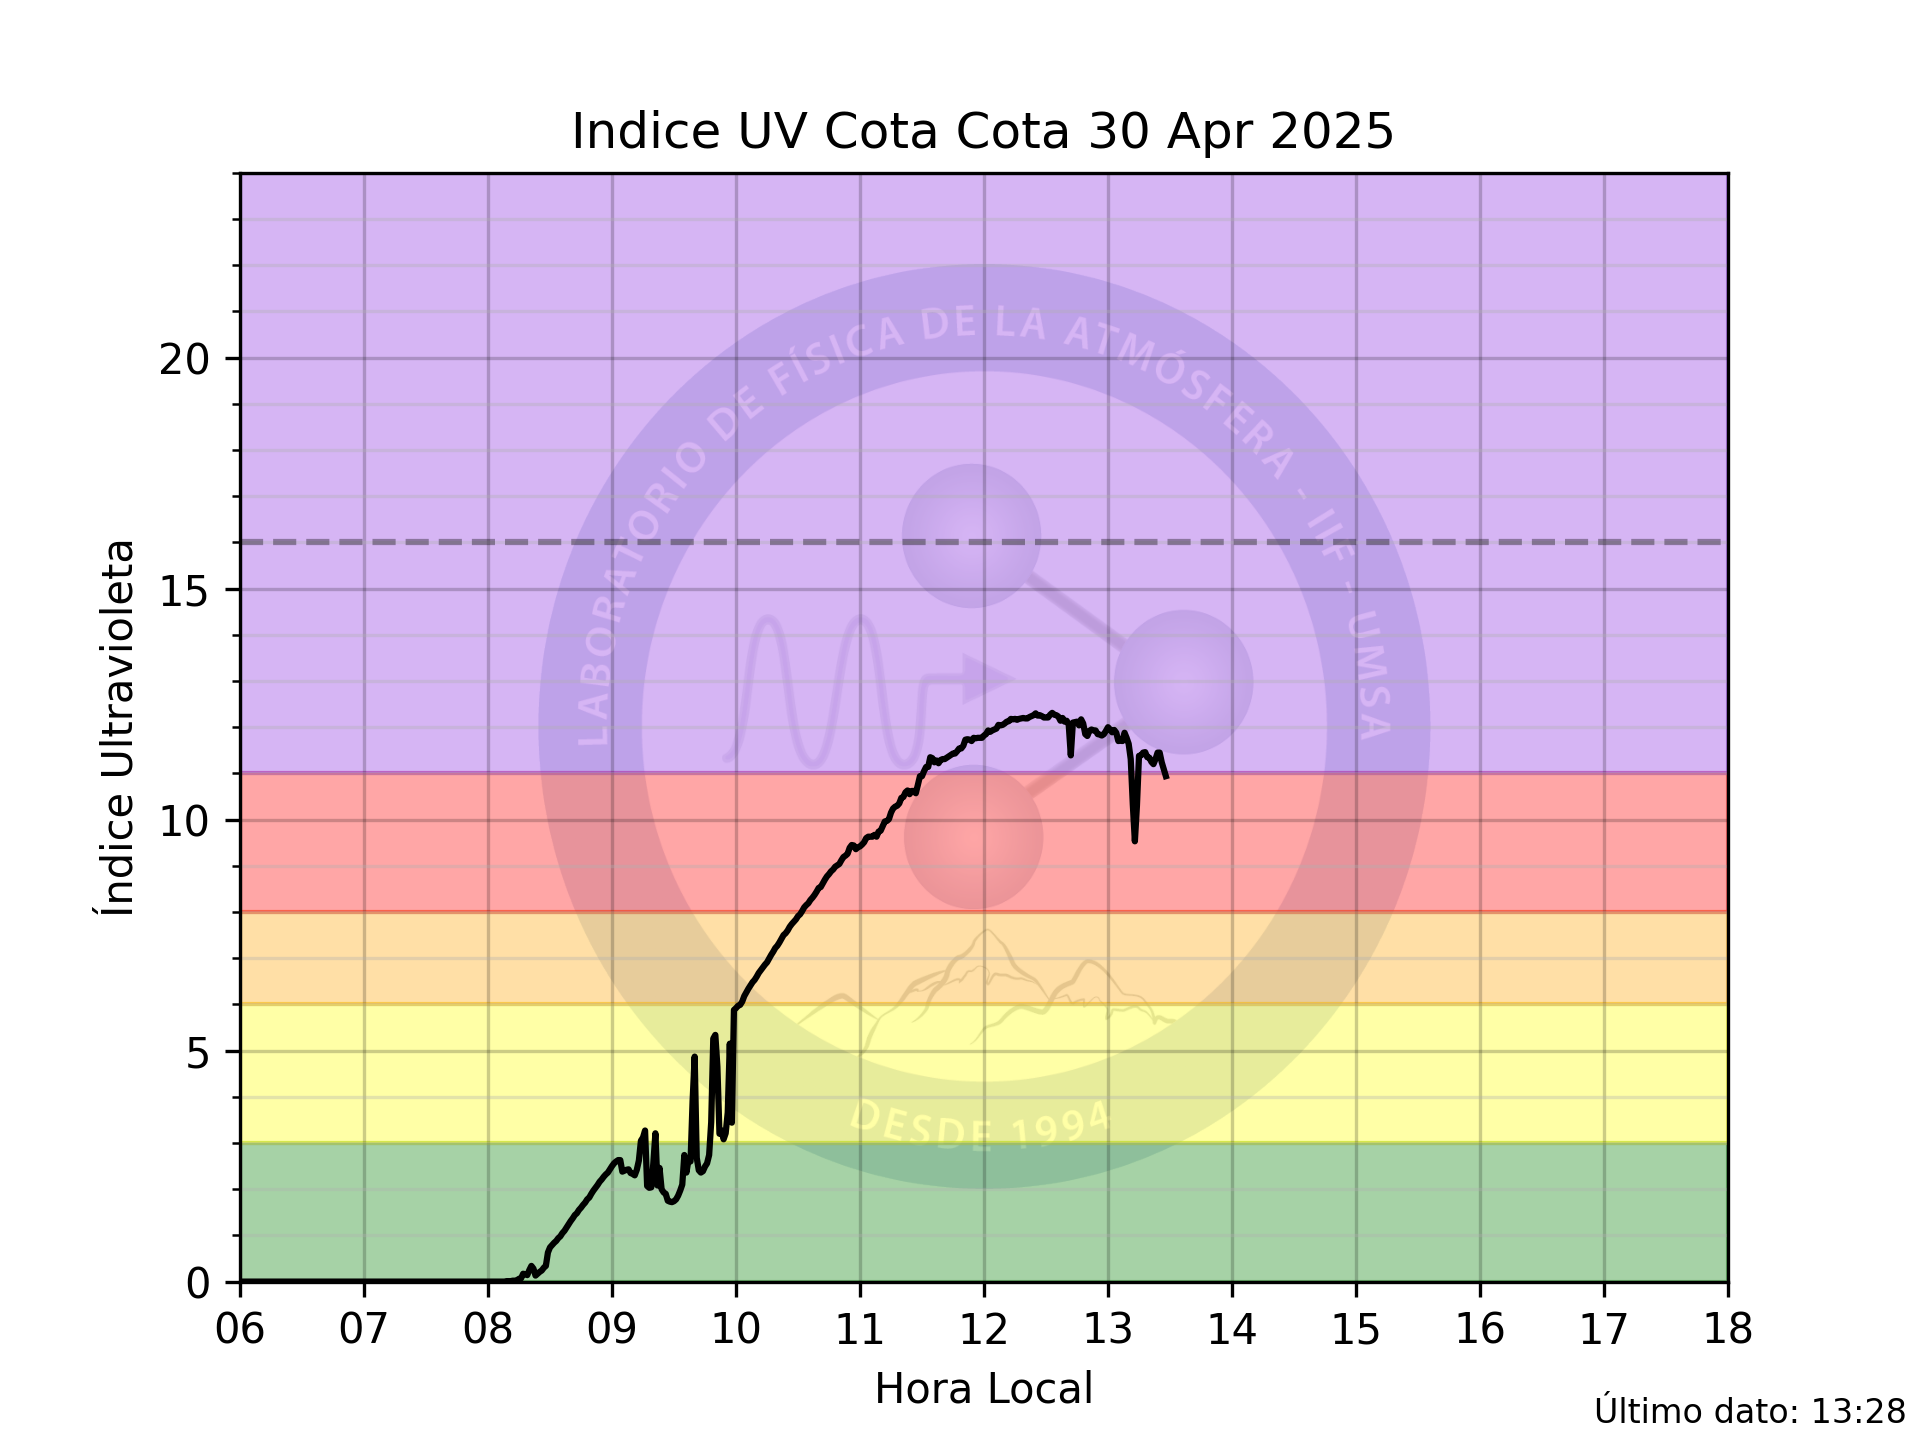 Indice UV Cota Cota 30 Apr 2025
Índice Ultravioleta
20
15
10
5
0
LABORATORIO DE FÍSICA DE LA ATMÓSFERA - IIF - UMSA
DESDE 1994
06 07 08 09 10 11 12 13 14 15 16 17 18
Hora Local
Último dato: 13:28